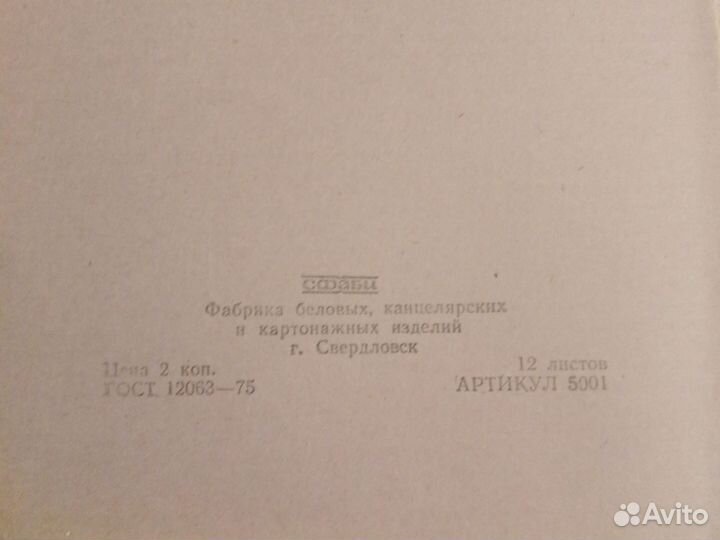 СФАБИ
Фабрика беловых, канцелярских
и картонажных изделий
г. Свердловск
Цена 2 коп.
12 листов
ГОСТ 12063—75
АРТИКУЛ 5001
Avito